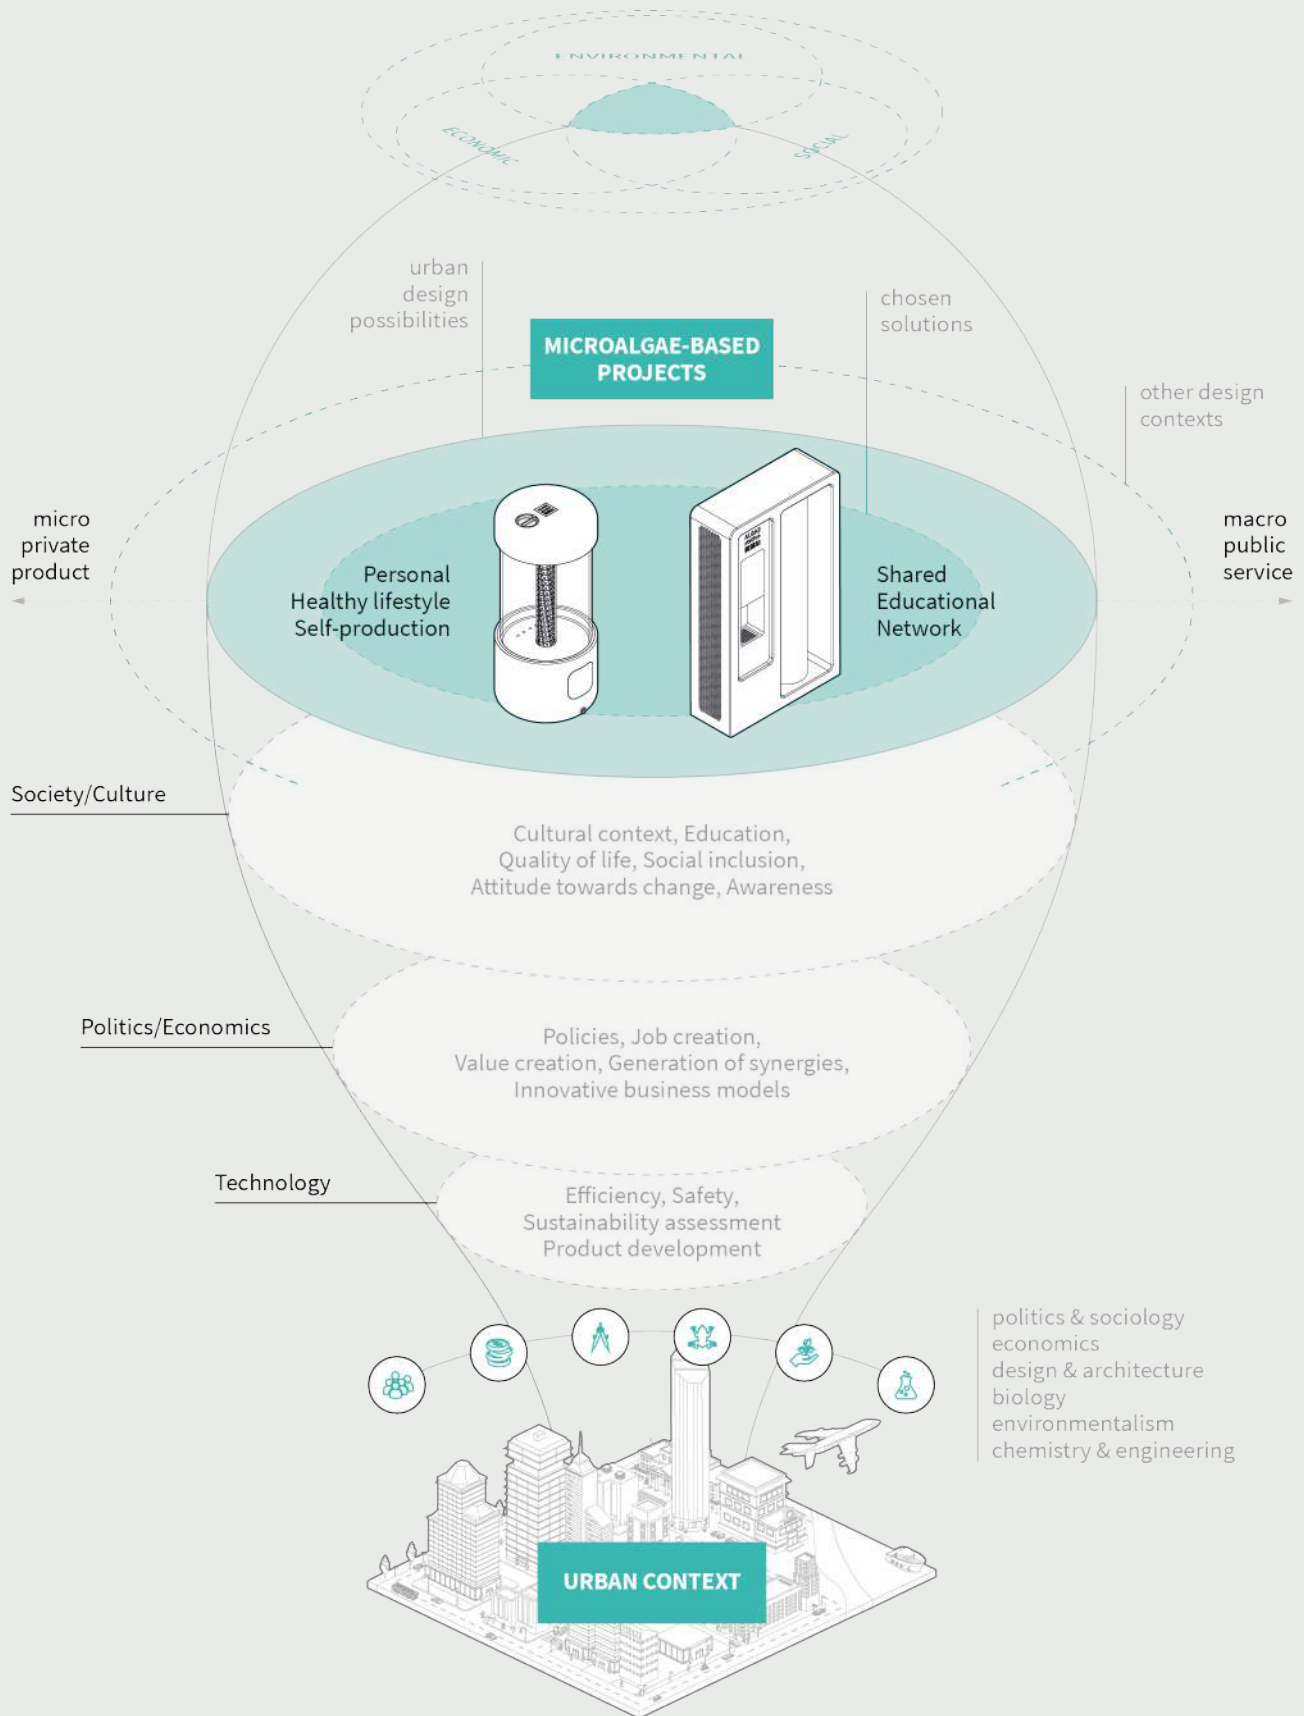 ENVIRONMENTAL
ECONOMIC
SOCIAL
urban
design
possibilities
chosen
solutions
MICROALGAE-BASED
PROJECTS
other design
contexts
micro
private
product
macro
public
service
Personal
Healthy lifestyle
Self-production
Shared
Educational
Network
Society/Culture
Cultural context, Education,
Quality of life, Social inclusion,
Attitude towards change, Awareness
Politics/Economics
Policies, Job creation,
Value creation, Generation of synergies,
Innovative business models
Technology
Efficiency, Safety,
Sustainability assessment
Product development
politics & sociology
economics
design & architecture
biology
environmentalism
chemistry & engineering
URBAN CONTEXT